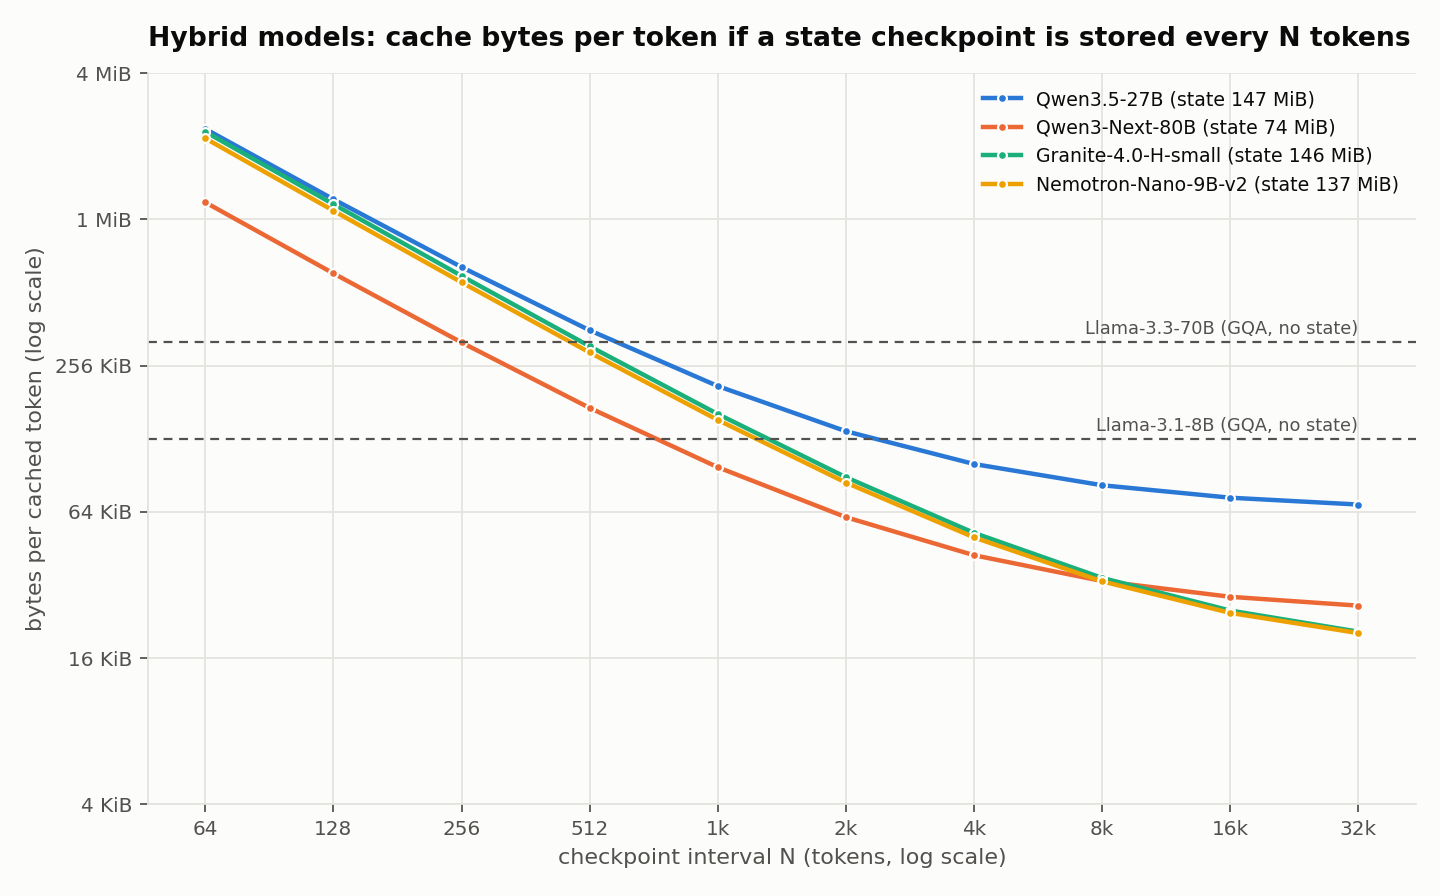 Hybrid models: cache bytes per token if a state checkpoint is stored every N tokens
4 MiB
1 MiB
256 KiB
64 KiB
16 KiB
4 KiB
bytes per cached token (log scale)
Qwen3.5-27B (state 147 MiB)
Qwen3-Next-80B (state 74 MiB)
Granite-4.0-H-small (state 146 MiB)
Nemotron-Nano-9B-v2 (state 137 MiB)
Llama-3.3-70B (GQA, no state)
Llama-3.1-8B (GQA, no state)
64 128 256 512 1k 2k 4k 8k 16k 32k
checkpoint interval N (tokens, log scale)